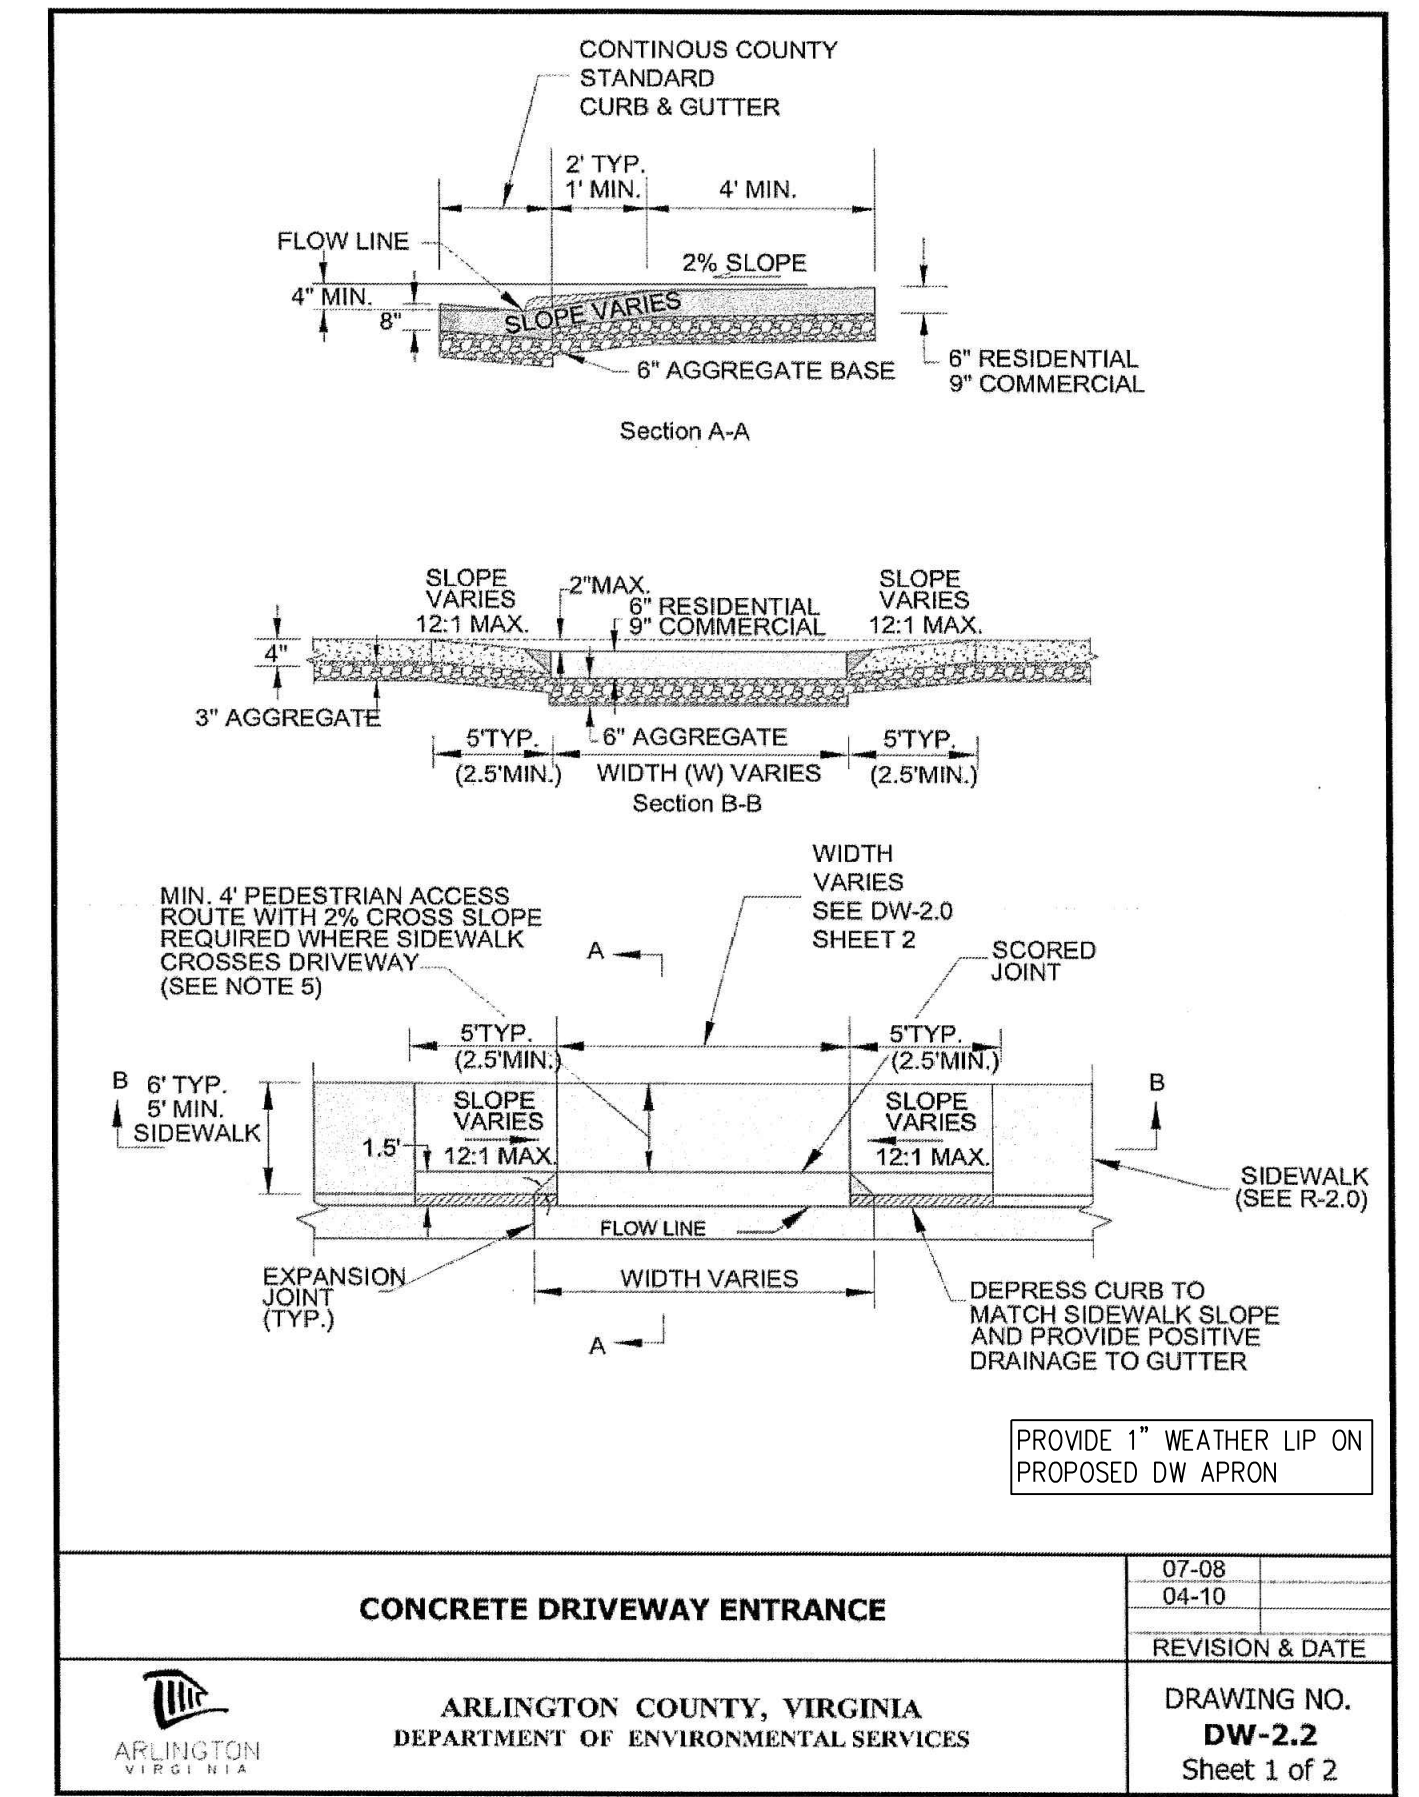 CONTINOUS COUNTY
STANDARD
CURB & GUTTER
2' TYP.
1' MIN.
4' MIN.
FLOW LINE
2% SLOPE
4" MIN.
8"
SLOPE VARIES
6" AGGREGATE BASE
6" RESIDENTIAL
9" COMMERCIAL
Section A-A
SLOPE
VARIES
12:1 MAX.
2"MAX.
6" RESIDENTIAL
9" COMMERCIAL
SLOPE
VARIES
12:1 MAX.
4"
3" AGGREGATE
5'TYP.
(2.5'MIN.)
6" AGGREGATE
WIDTH (W) VARIES
5'TYP.
(2.5'MIN.)
Section B-B
WIDTH
VARIES
SEE DW-2.0
SHEET 2
MIN. 4' PEDESTRIAN ACCESS
ROUTE WITH 2% CROSS SLOPE
REQUIRED WHERE SIDEWALK
CROSSES DRIVEWAY
(SEE NOTE 5)
A
SCORED
JOINT
5'TYP.
(2.5'MIN.)
5'TYP.
(2.5'MIN.)
B
6' TYP.
5' MIN.
SIDEWALK
SLOPE
VARIES
12:1 MAX.
1.5'
SLOPE
VARIES
12:1 MAX.
B
SIDEWALK
(SEE R-2.0)
FLOW LINE
EXPANSION
JOINT
(TYP.)
WIDTH VARIES
A
DEPRESS CURB TO
MATCH SIDEWALK SLOPE
AND PROVIDE POSITIVE
DRAINAGE TO GUTTER
PROVIDE 1" WEATHER LIP ON
PROPOSED DW APRON
CONCRETE DRIVEWAY ENTRANCE
07-08
04-10
REVISION & DATE
ARLINGTON
VIRGINIA
ARLINGTON COUNTY, VIRGINIA
DEPARTMENT OF ENVIRONMENTAL SERVICES
DRAWING NO.
DW-2.2
Sheet 1 of 2